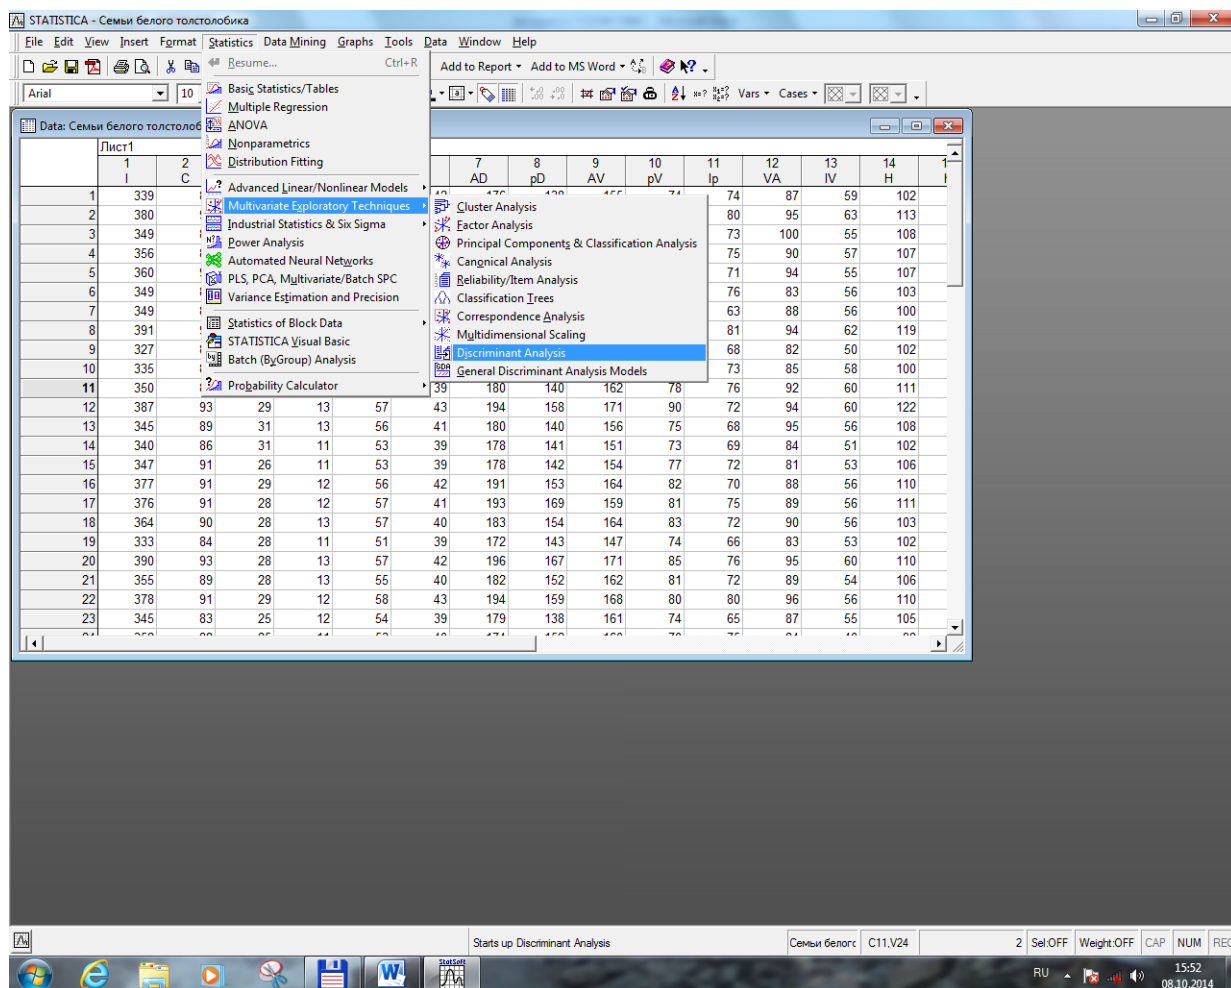 STATISTICA - Семьи белого толстолобика
File Edit View Insert Format Statistics Data Mining Graphs Tools Data Window Help
Resume... Ctrl+R
Add to Report Add to MS Word
Arial 10
Vars Cases
Basic Statistics/Tables
Multiple Regression
ANOVA
Nonparametrics
Distribution Fitting
Advanced Linear/Nonlinear Models
Multivariate Exploratory Techniques
Industrial Statistics & Six Sigma
Power Analysis
Automated Neural Networks
PLS, PCA, Multivariate/Batch SPC
Variance Estimation and Precision
Statistics of Block Data
STATISTICA Visual Basic
Batch (ByGroup) Analysis
Probability Calculator
Cluster Analysis
Factor Analysis
Principal Components & Classification Analysis
Canonical Analysis
Reliability/Item Analysis
Classification Trees
Correspondence Analysis
Multidimensional Scaling
Discriminant Analysis
General Discriminant Analysis Models
Data: Семьи белого толстолоб
Лист1
1 2 7 8 9 10 11 12 13 14
l C AD pD AV pV lp VA IV H
1 339 74 87 59 102
2 380 80 95 63 113
3 349 73 100 55 108
4 356 75 90 57 107
5 360 71 94 55 107
6 349 76 83 56 103
7 349 63 88 56 100
8 391 81 94 62 119
9 327 68 82 50 102
10 335 73 85 58 100
11 350 39 180 140 162 78 76 92 60 111
12 387 93 29 13 57 43 194 158 171 90 72 94 60 122
13 345 89 31 13 56 41 180 140 156 75 68 95 56 108
14 340 86 31 11 53 39 178 141 151 73 69 84 51 102
15 347 91 26 11 53 39 178 142 154 77 72 81 53 106
16 377 91 29 12 56 42 191 153 164 82 70 88 56 110
17 376 91 28 12 57 41 193 169 159 81 75 89 56 111
18 364 90 28 13 57 40 183 154 164 83 72 90 56 103
19 333 84 28 11 51 39 172 143 147 74 66 83 53 102
20 390 93 28 13 57 42 196 167 171 85 76 95 60 110
21 355 89 28 13 55 40 182 152 162 81 72 89 54 106
22 378 91 29 12 58 43 194 159 168 80 80 96 56 110
23 345 83 25 12 54 39 179 138 161 74 65 87 55 105
Starts up Discriminant Analysis Семьи белого C11,V24 2 Sel:OFF Weight:OFF CAP NUM REC
StatSoft
RU 15:52
08.10.2014